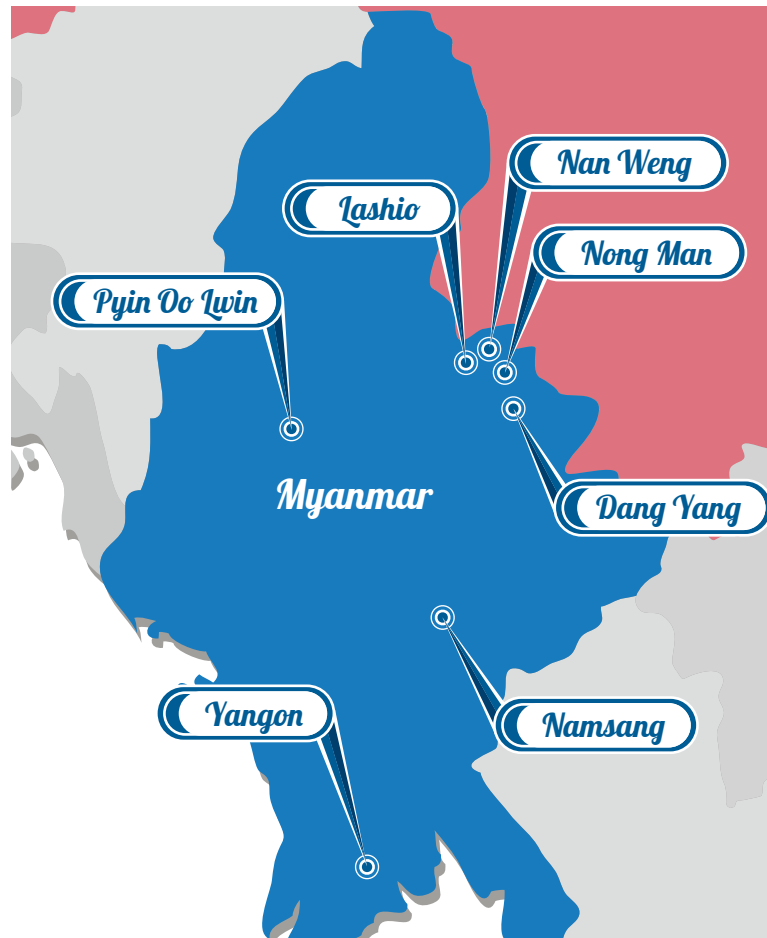 Nan Weng
Lashio
Nong Man
Pyin Oo Lwin
Myanmar
Dang Yang
Yangon
Namsang